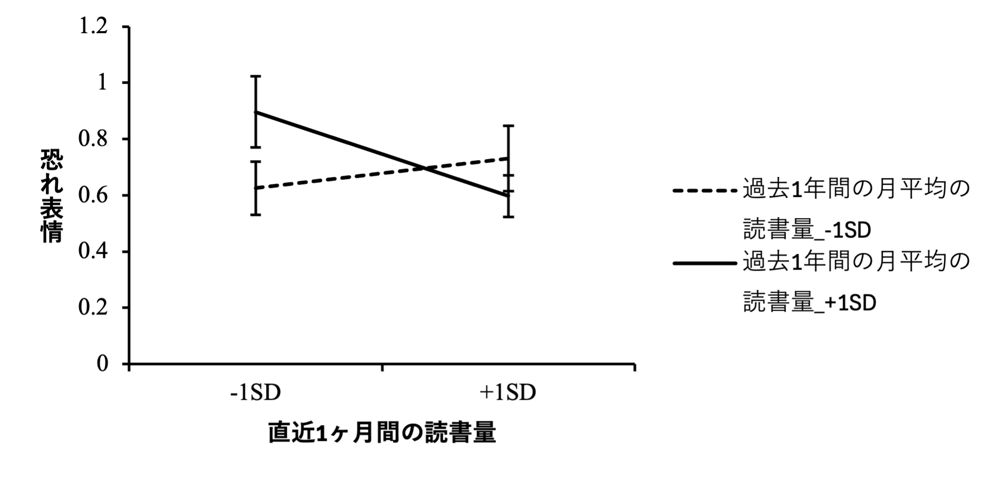 1.2
1
0.8
0.6
0.4
0.2
0
恐れ表情
-1SD
+1SD
直近1ヶ月間の読書量
過去1年間の月平均の
読書量_-1SD
過去1年間の月平均の
読書量_+1SD